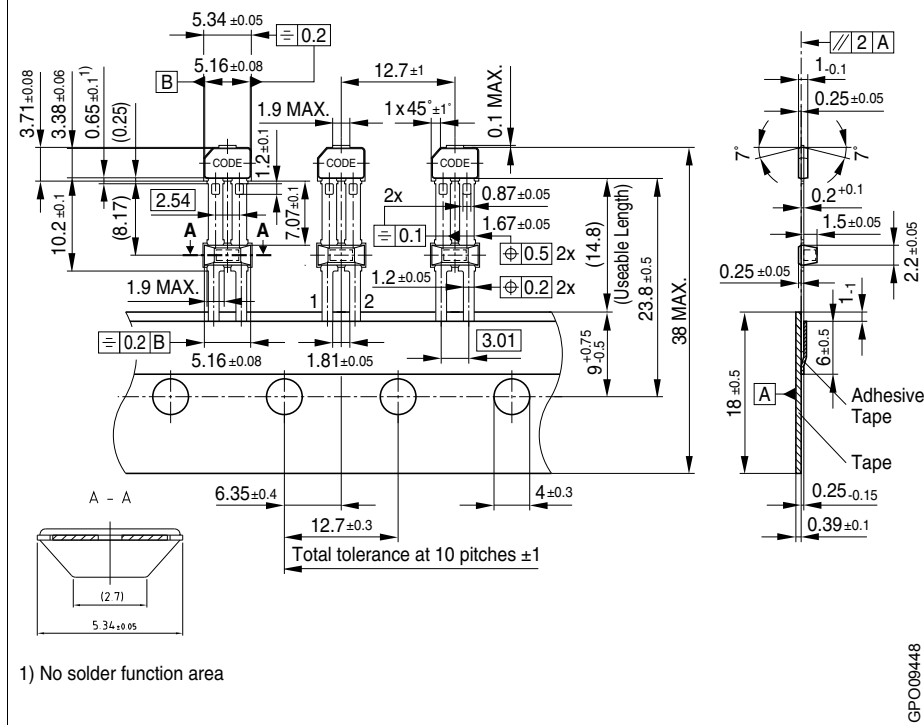 5.34 ±0.05
⌯ 0.2
B
5.16 ±0.08
12.7 ±1
1.9 MAX.
1 x 45° ±1°
0.1 MAX.
3.71 ±0.08
3.38 ±0.06
0.65 ±0.1 1)
(0.25)
1.2 ±0.1
CODE
CODE
CODE
10.2 ±0.1
(8.17)
2.54
7.07 ±0.1
2x
0.87 ±0.05
1.67 ±0.05
A
A
⌯ 0.1
⌖ 0.5 2x
1.2 ±0.05
⌖ 0.2 2x
1.9 MAX.
1
2
(14.8)
(Useable Length)
23.8 ±0.5
38 MAX.
⌯ 0.2 B
5.16 ±0.08
1.81 ±0.05
3.01
9 +0.75 -0.5
6.35 ±0.4
4 ±0.3
12.7 ±0.3
Total tolerance at 10 pitches ±1
// 2 A
1 -0.1
0.25 ±0.05
7°
7°
0.2 +0.1
1.5 ±0.05
2.2 ±0.05
0.25 ±0.05
1 -1
18 ±0.5
6 ±0.5
A
Adhesive
Tape
Tape
0.25 -0.15
0.39 ±0.1
A - A
(2.7)
5.34 ±0.05
1) No solder function area
GPO09448